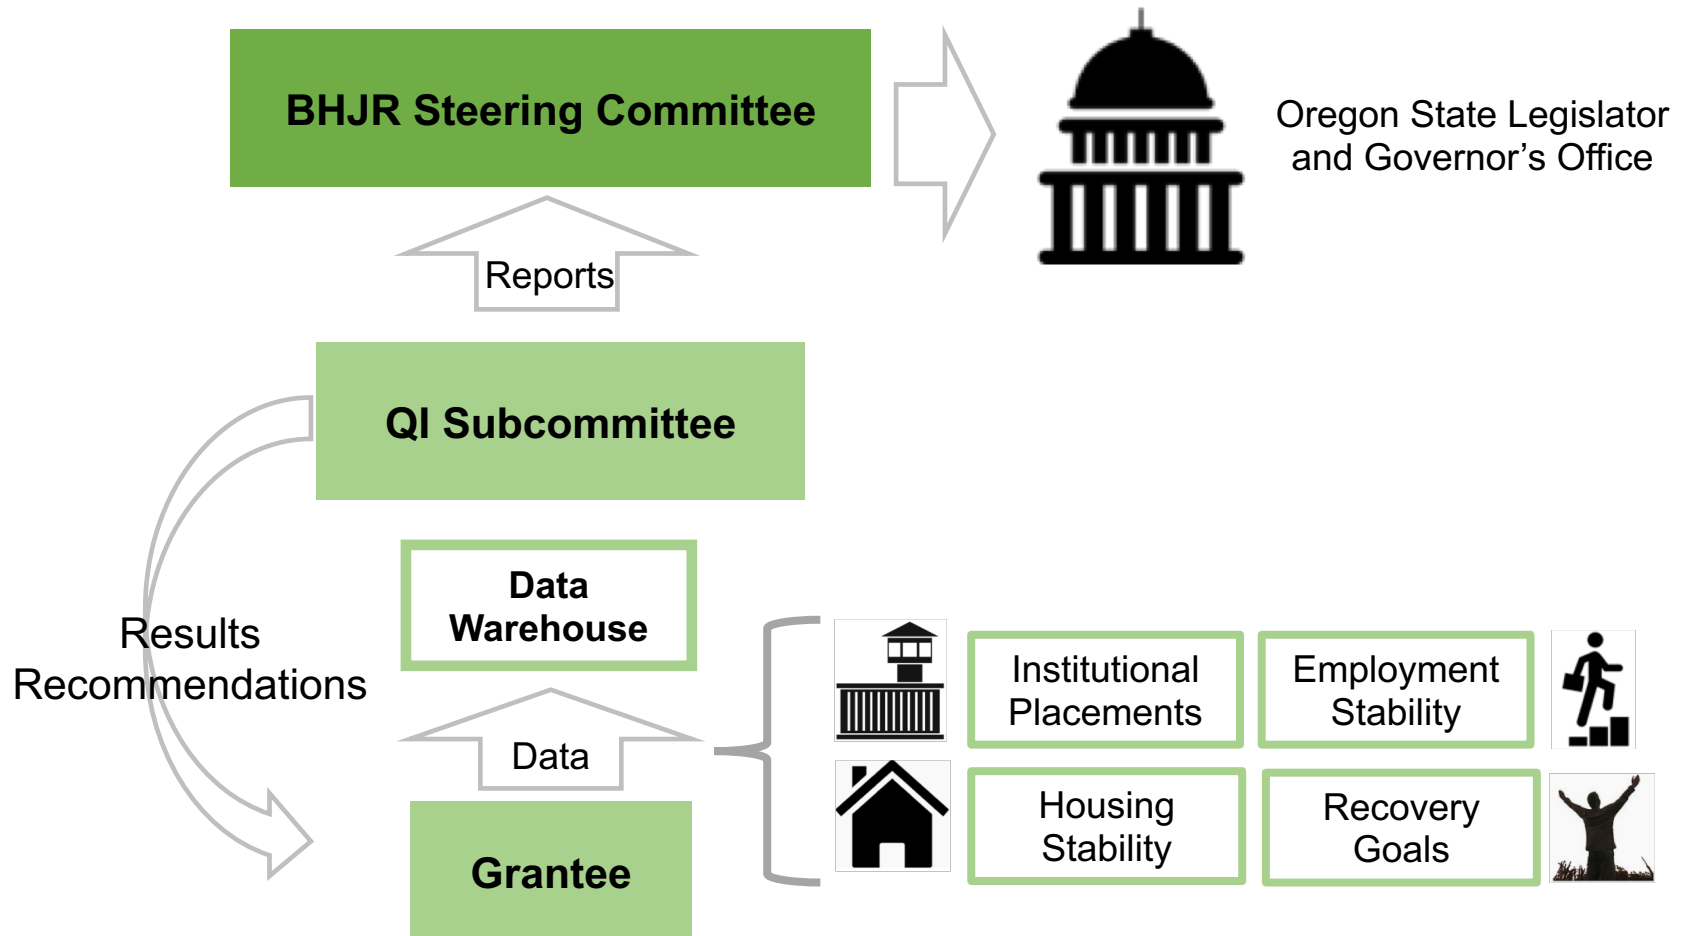 BHJR Steering Committee
Oregon State Legislator
and Governor’s Office
Reports
QI Subcommittee
Data
Warehouse
Results
Recommendations
Data
Grantee
Institutional
Placements
Employment
Stability
Housing
Stability
Recovery
Goals